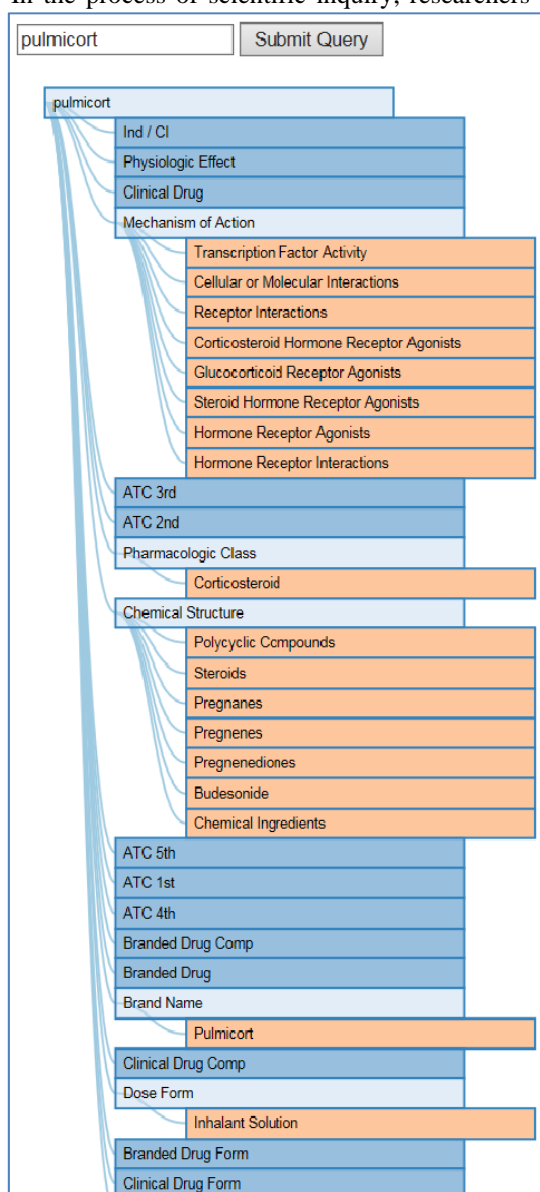 In the process of scientific inquiry, researchers
pulmicort Submit Query
pulmicort
Ind / CI
Physiologic Effect
Clinical Drug
Mechanism of Action
Transcription Factor Activity
Cellular or Molecular Interactions
Receptor Interactions
Corticosteroid Hormone Receptor Agonists
Glucocorticoid Receptor Agonists
Steroid Hormone Receptor Agonists
Hormone Receptor Agonists
Hormone Receptor Interactions
ATC 3rd
ATC 2nd
Pharmacologic Class
Corticosteroid
Chemical Structure
Polycyclic Compounds
Steroids
Pregnanes
Pregnenes
Pregnenediones
Budesonide
Chemical Ingredients
ATC 5th
ATC 1st
ATC 4th
Branded Drug Comp
Branded Drug
Brand Name
Pulmicort
Clinical Drug Comp
Dose Form
Inhalant Solution
Branded Drug Form
Clinical Drug Form